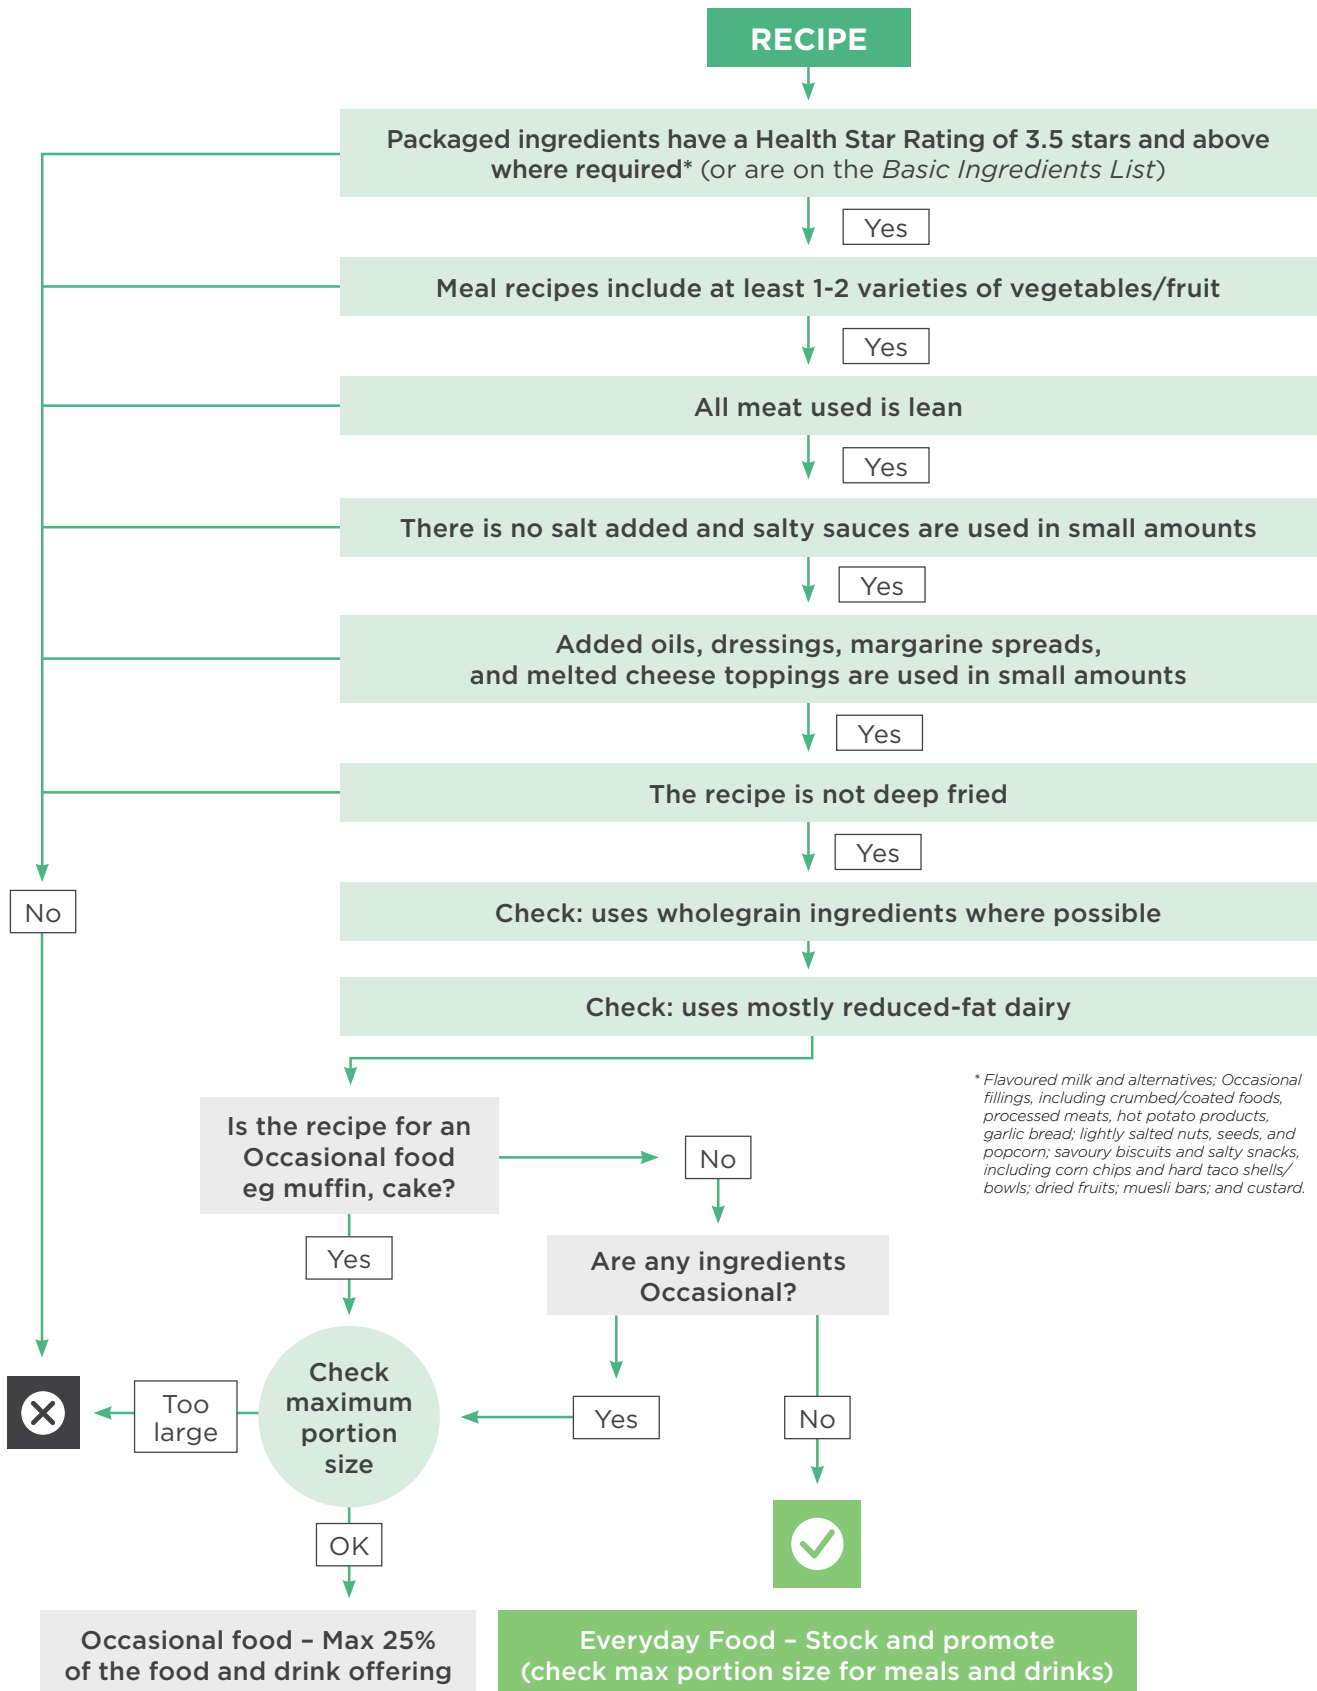 RECIPE
Packaged ingredients have a Health Star Rating of 3.5 stars and above
where required* (or are on the Basic Ingredients List)
Yes
Meal recipes include at least 1-2 varieties of vegetables/fruit
Yes
All meat used is lean
Yes
There is no salt added and salty sauces are used in small amounts
Yes
Added oils, dressings, margarine spreads,
and melted cheese toppings are used in small amounts
Yes
The recipe is not deep fried
Yes
No
Check: uses wholegrain ingredients where possible
Check: uses mostly reduced-fat dairy
* Flavoured milk and alternatives; Occasional
fillings, including crumbed/coated foods,
processed meats, hot potato products,
garlic bread; lightly salted nuts, seeds, and
popcorn; savoury biscuits and salty snacks,
including corn chips and hard taco shells/
bowls; dried fruits; muesli bars; and custard.
Is the recipe for an
Occasional food
eg muffin, cake?
No
Yes
Are any ingredients
Occasional?
Check
maximum
portion
size
Too
large
Yes
No
OK
Occasional food – Max 25%
of the food and drink offering
Everyday Food – Stock and promote
(check max portion size for meals and drinks)